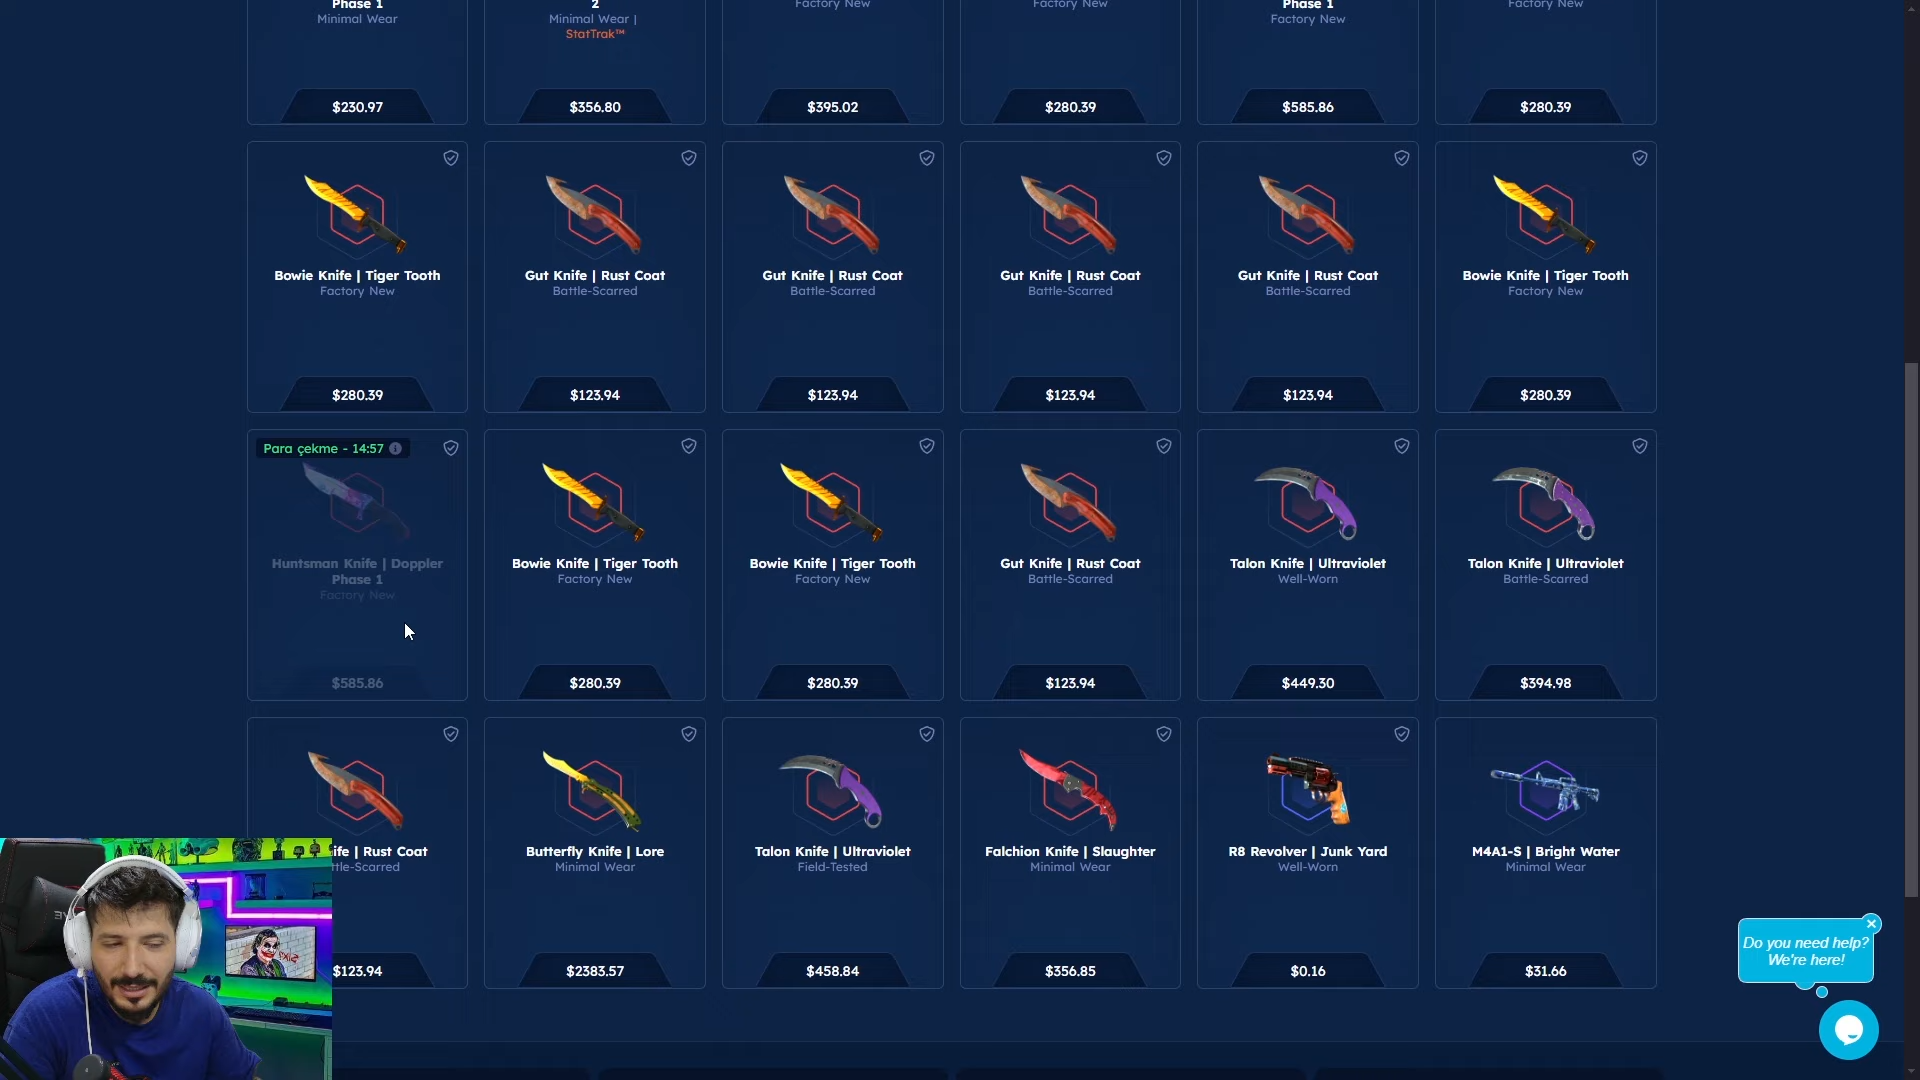 Phase 1
Minimal Wear
2
Minimal Wear |
StatTrak™
Factory New
Factory New
Phase 1
Factory New
Factory New
$230.97
$356.80
$395.02
$280.39
$585.86
$280.39
Bowie Knife | Tiger Tooth
Factory New
Gut Knife | Rust Coat
Battle-Scarred
Gut Knife | Rust Coat
Battle-Scarred
Gut Knife | Rust Coat
Battle-Scarred
Gut Knife | Rust Coat
Battle-Scarred
Bowie Knife | Tiger Tooth
Factory New
$280.39
$123.94
$123.94
$123.94
$123.94
$280.39
Para çekme - 14:57
Huntsman Knife | Doppler
Phase 1
Factory New
Bowie Knife | Tiger Tooth
Factory New
Bowie Knife | Tiger Tooth
Factory New
Gut Knife | Rust Coat
Battle-Scarred
Talon Knife | Ultraviolet
Well-Worn
Talon Knife | Ultraviolet
Battle-Scarred
$585.86
$280.39
$280.39
$123.94
$449.30
$394.98
ife | Rust Coat
ttle-Scarred
Butterfly Knife | Lore
Minimal Wear
Talon Knife | Ultraviolet
Field-Tested
Falchion Knife | Slaughter
Minimal Wear
R8 Revolver | Junk Yard
Well-Worn
M4A1-S | Bright Water
Minimal Wear
$123.94
$2383.57
$458.84
$356.85
$0.16
$31.66
Do you need help?
We're here!